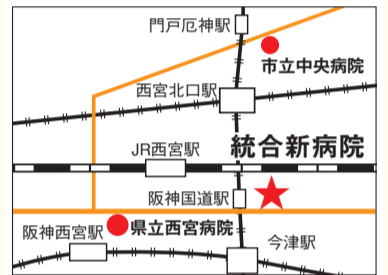 門戸厄神駅
市立中央病院
西宮北口駅
JR西宮駅
統合新病院
阪神国道駅
阪神西宮駅
県立西宮病院
今津駅